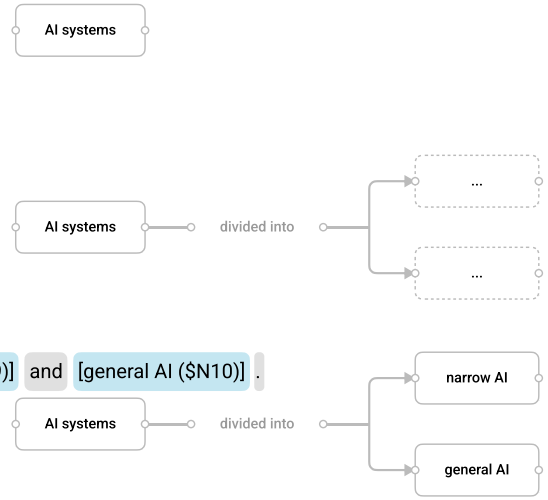 AI systems
...
AI systems divided into
...
)] and [general AI ($N10)] .
narrow AI
AI systems divided into
general AI